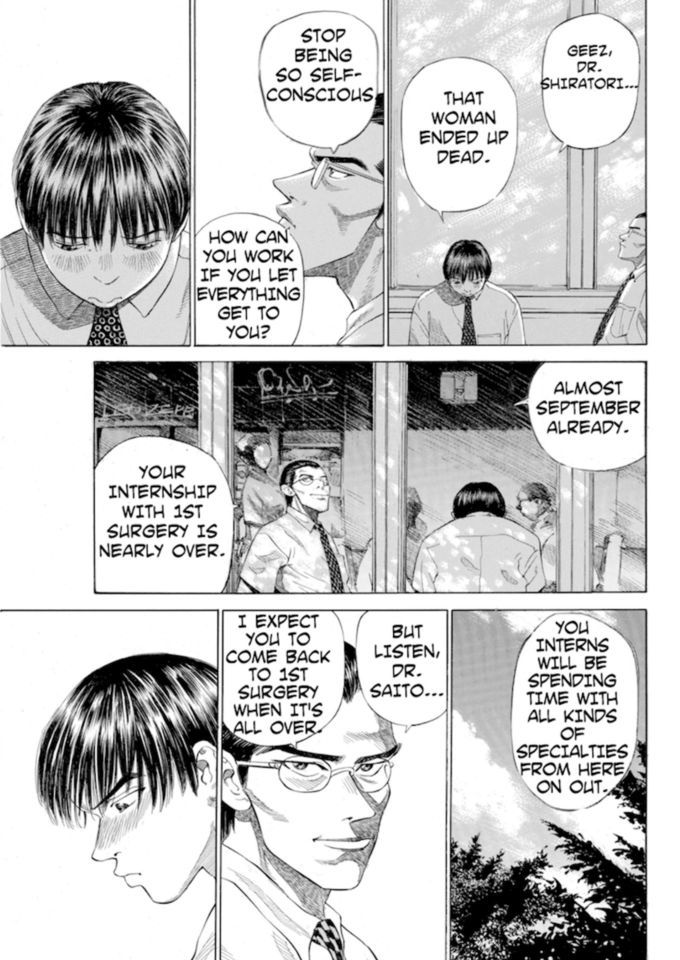 GEEZ,
DR.
SHIRATORI...
THAT
WOMAN
ENDED UP
DEAD.
STOP
BEING
SO SELF-
CONSCIOUS
HOW CAN
YOU WORK
IF YOU LET
EVERYTHING
GET TO
YOU?
ALMOST
SEPTEMBER
ALREADY.
YOUR
INTERNSHIP
WITH 1ST
SURGERY IS
NEARLY OVER.
YOU
INTERNS
WILL BE
SPENDING
TIME WITH
ALL KINDS
OF
SPECIALTIES
FROM HERE
ON OUT.
BUT
LISTEN,
DR.
SAITO...
I EXPECT
YOU TO
COME BACK
TO 1ST
SURGERY
WHEN IT'S
ALL OVER.